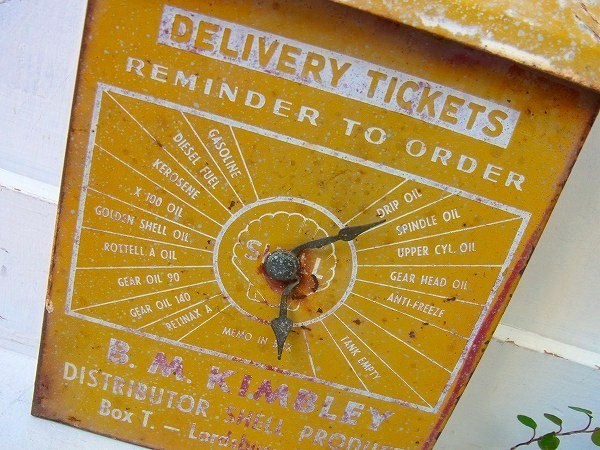 DELIVERY TICKETS
REMINDER TO ORDER
GASOLINE
DIESEL FUEL
KEROSENE
X-100 OIL
GOLDEN SHELL OIL
ROTTELL A OIL
GEAR OIL 90
GEAR OIL 140
RETINAX A
MEMO IN
TANK EMPTY
ANTI-FREEZE
GEAR HEAD OIL
UPPER CYL. OIL
SPINDLE OIL
DRIP OIL
B. M. KIMBLEY
DISTRIBUTOR SHELL
Box T. —